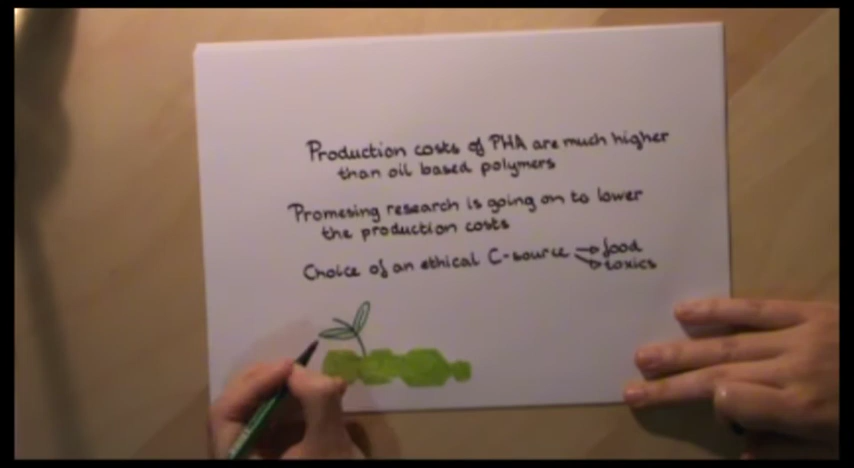 Production costs of PHA are much higher
than oil based polymers
Promesing research is going on to lower
the production costs
Choice of an ethical C-source → food
→ toxics